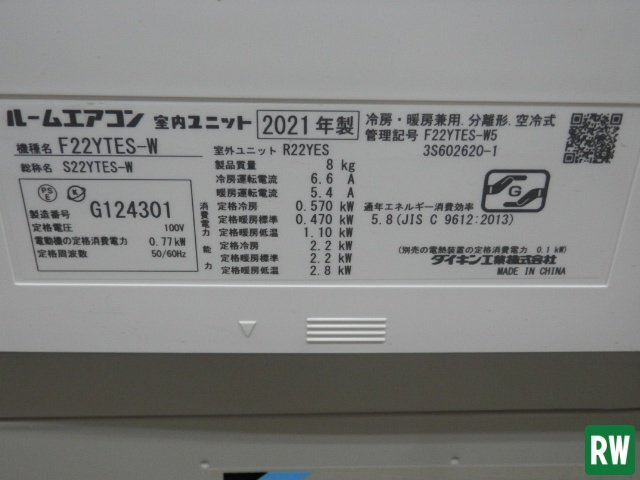 ルームエアコン 室内ユニット 2021年製
冷房・暖房兼用.分離形.空冷式
機種名 F22YTES-W
室外ユニット R22YES
管理記号 F22YTES-W5
総称名 S22YTES-W
製品質量 8 kg
3S602620-1
冷房運転電流 6.6 A
暖房運転電流 5.4 A
PS
E
製造番号 G124301
定格電圧 100V
電動機の定格消費電力 0.77kW
定格周波数 50/60Hz
消費電力
定格冷房 0.570 kW
定格暖房標準 0.470 kW
定格暖房低温 1.10 kW
能力
定格冷房 2.2 kW
定格暖房標準 2.2 kW
定格暖房低温 2.8 kW
G
通年エネルギー消費効率
5.8(JIS C 9612:2013)
(別売の電熱装置の定格消費電力 0.1 kW)
ダイキン工業株式会社
MADE IN CHINA
RW